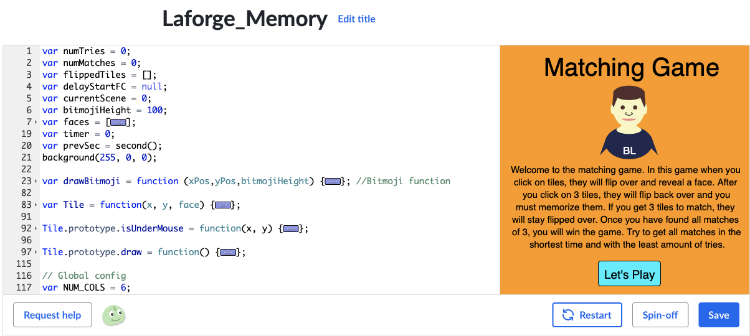 Laforge_Memory Edit title
1 var numTries = 0;
2 var numMatches = 0;
3 var flippedTiles = [];
4 var delayStartFC = null;
5 var currentScene = 0;
6 var bitmojiHeight = 100;
7 var faces = [];
19 var timer = 0;
20 var prevSec = second();
21 background(255, 0, 0);
22
23 var drawBitmoji = function (xPos,yPos,bitmojiHeight) {}; //Bitmoji function
82
83 var Tile = function(x, y, face) {};
91
92 Tile.prototype.isUnderMouse = function(x, y) {};
96
97 Tile.prototype.draw = function() {};
115
116 // Global config
117 var NUM_COLS = 6;
Matching Game
BL
Welcome to the matching game. In this game when you
click on tiles, they will flip over and reveal a face. After
you click on 3 tiles, they will flip back over and you
must memorize them. If you get 3 tiles to match, they
will stay flipped over. Once you have found all matches
of 3, you will win the game. Try to get all matches in the
shortest time and with the least amount of tries.
Let's Play
Request help
Restart
Spin-off
Save